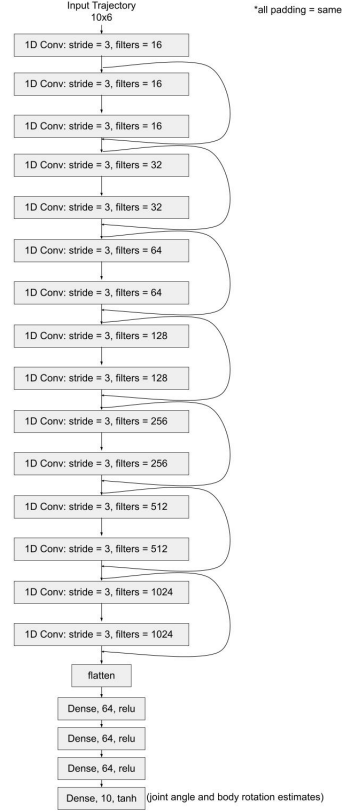 Input Trajectory
10x6
*all padding = same
1D Conv: stride = 3, filters = 16
1D Conv: stride = 3, filters = 16
1D Conv: stride = 3, filters = 16
1D Conv: stride = 3, filters = 32
1D Conv: stride = 3, filters = 32
1D Conv: stride = 3, filters = 64
1D Conv: stride = 3, filters = 64
1D Conv: stride = 3, filters = 128
1D Conv: stride = 3, filters = 128
1D Conv: stride = 3, filters = 256
1D Conv: stride = 3, filters = 256
1D Conv: stride = 3, filters = 512
1D Conv: stride = 3, filters = 512
1D Conv: stride = 3, filters = 1024
1D Conv: stride = 3, filters = 1024
flatten
Dense, 64, relu
Dense, 64, relu
Dense, 64, relu
Dense, 10, tanh (joint angle and body rotation estimates)